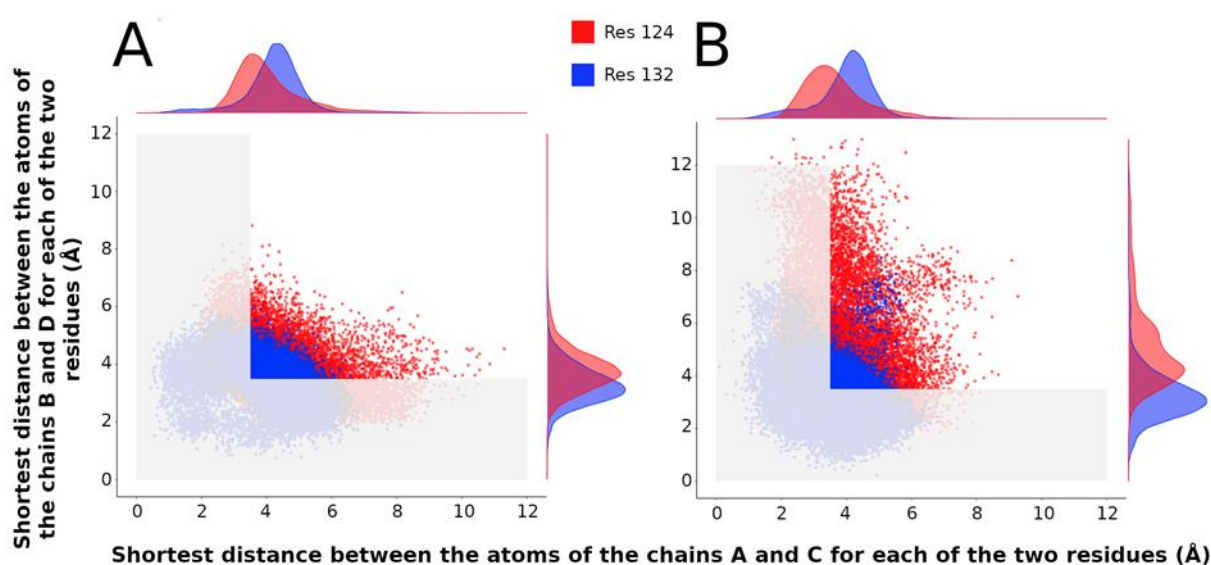 A
Res 124
Res 132
B
Shortest distance between the atoms of
the chains B and D for each of the two
residues (Å)
12
10
8
6
4
2
0
0 2 4 6 8 10 12
12
10
8
6
4
2
0
0 2 4 6 8 10 12
Shortest distance between the atoms of the chains A and C for each of the two residues (Å)